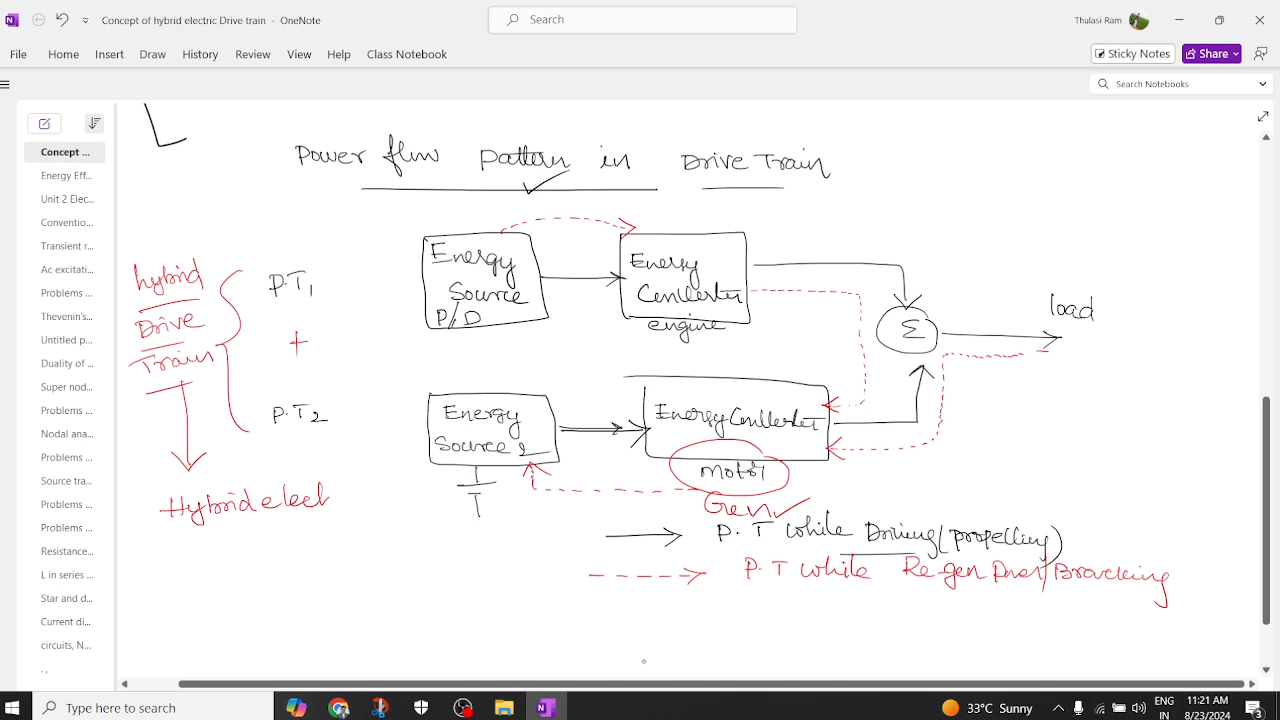 Concept of hybrid electric Drive train - OneNote
Search
Thulasi Ram
File Home Insert Draw History Review View Help Class Notebook
Sticky Notes
Share
Search Notebooks
Concept ...
Energy Eff...
Unit 2 Elec...
Conventio...
Transient r...
Ac excitati...
Problems ...
Thevenin's...
Untitled p...
Duality of ...
Super nod...
Problems ...
Nodal ana...
Problems ...
Source tra...
Problems ...
Problems ...
Resistance...
L in series ...
Star and d...
Current di...
circuits, N...
Power flow pattern in Drive Train
hybrid
Drive
Train
P.T1
+
P.T2
Hybrid elect
Energy
Source
P/D
Energy
Converter
engine
Σ
load
Energy
Source 2
Energy Converter
motor
Gen
P.T while Driving (propelling)
P.T while
Type here to search
33°C Sunny
ENG
IN
11:21 AM
8/23/2024
3